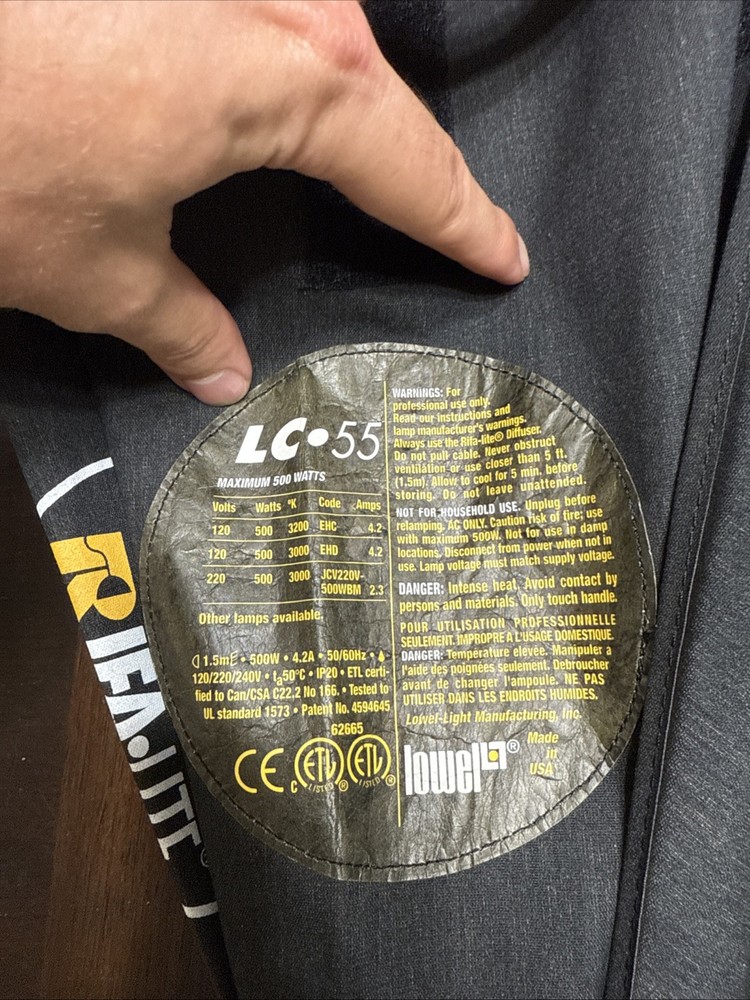 LC•55
MAXIMUM 500 WATTS
Volts Watts °K Code Amps
120 500 3200 EHC 4.2
120 500 3000 EHD 4.2
220 500 3000 JCV220V-
500WBM 2.3
Other lamps available.
1.5m • 500W • 4.2A • 50/60Hz •
120/220/240V • ta50°C • IP20 • ETL certi-
fied to Can/CSA C22.2 No 166. • Tested to
UL standard 1573 • Patent No. 4594645
62665
CE C ETL LISTED ® ETL LISTED ®
WARNINGS: For
professional use only.
Read our instructions and
lamp manufacturer's warnings.
Always use the Rifa-lite® Diffuser.
Do not pull cable. Never obstruct
ventilation or use closer than 5 ft.
(1.5m). Allow to cool for 5 min. before
storing. Do not leave unattended.
NOT FOR HOUSEHOLD USE. Unplug before
relamping. AC ONLY. Caution risk of fire; use
with maximum 500W. Not for use in damp
locations. Disconnect from power when not in
use. Lamp voltage must match supply voltage.
DANGER: Intense heat. Avoid contact by
persons and materials. Only touch handle.
POUR UTILISATION PROFESSIONNELLE
SEULEMENT. IMPROPRE A L'USAGE DOMESTIQUE.
DANGER: Temperature elevée. Manipuler a
l'aide des poignées seulement. Debroucher
avant de changer l'ampoule. NE PAS
UTILISER DANS LES ENDROITS HUMIDES.
Lowel-Light Manufacturing, Inc.
lowel® Made
in
USA
RIFA•LITE